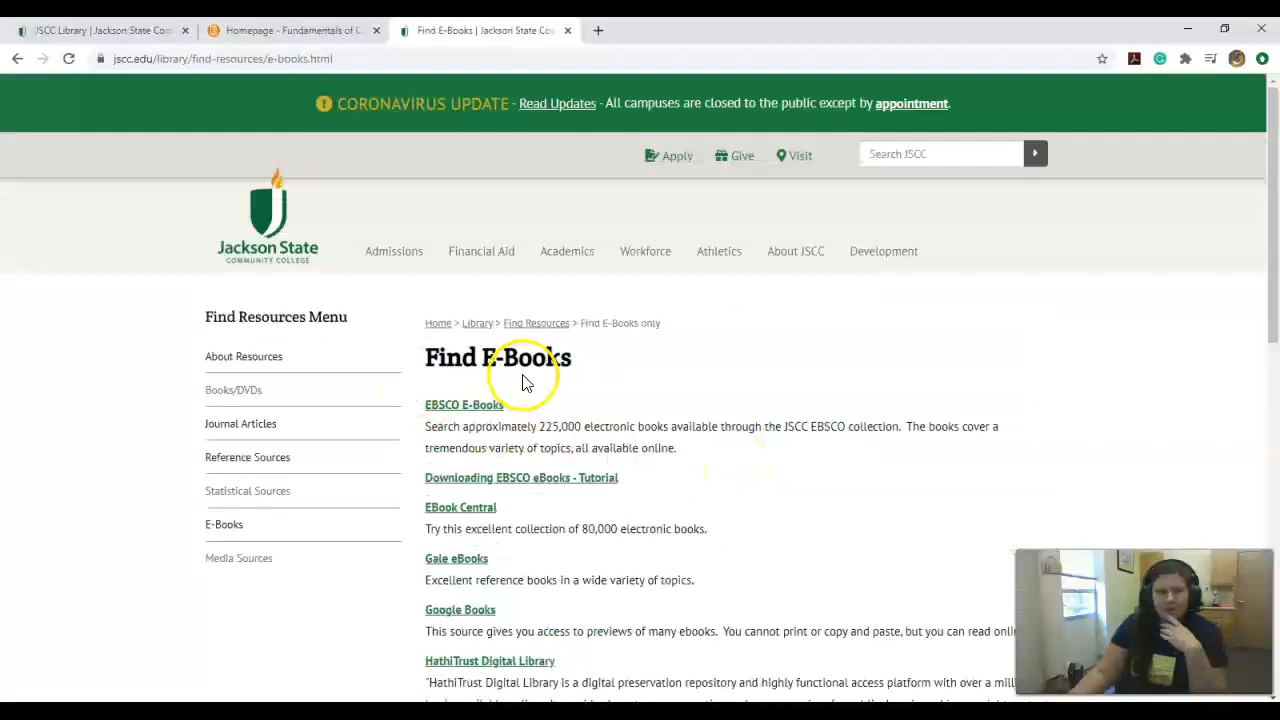 JSCC Library | Jackson State Com
Homepage - Fundamentals of C
Find E-Books | Jackson State Co
jscc.edu/library/find-resources/e-books.html
CORONAVIRUS UPDATE - Read Updates - All campuses are closed to the public except by appointment.
Apply
Give
Visit
Search JSCC
Jackson State
COMMUNITY COLLEGE
Admissions
Financial Aid
Academics
Workforce
Athletics
About JSCC
Development
Find Resources Menu
About Resources
Books/DVDs
Journal Articles
Reference Sources
Statistical Sources
E-Books
Media Sources
Home > Library > Find Resources > Find E-Books only
Find E-Books
EBSCO E-Books
Search approximately 225,000 electronic books available through the JSCC EBSCO collection. The books cover a
tremendous variety of topics, all available online.
Downloading EBSCO eBooks - Tutorial
EBook Central
Try this excellent collection of 80,000 electronic books.
Gale eBooks
Excellent reference books in a wide variety of topics.
Google Books
This source gives you access to previews of many ebooks. You cannot print or copy and paste, but you can read onli
HathiTrust Digital Library
"HathiTrust Digital Library is a digital preservation repository and highly functional access platform with over a mil